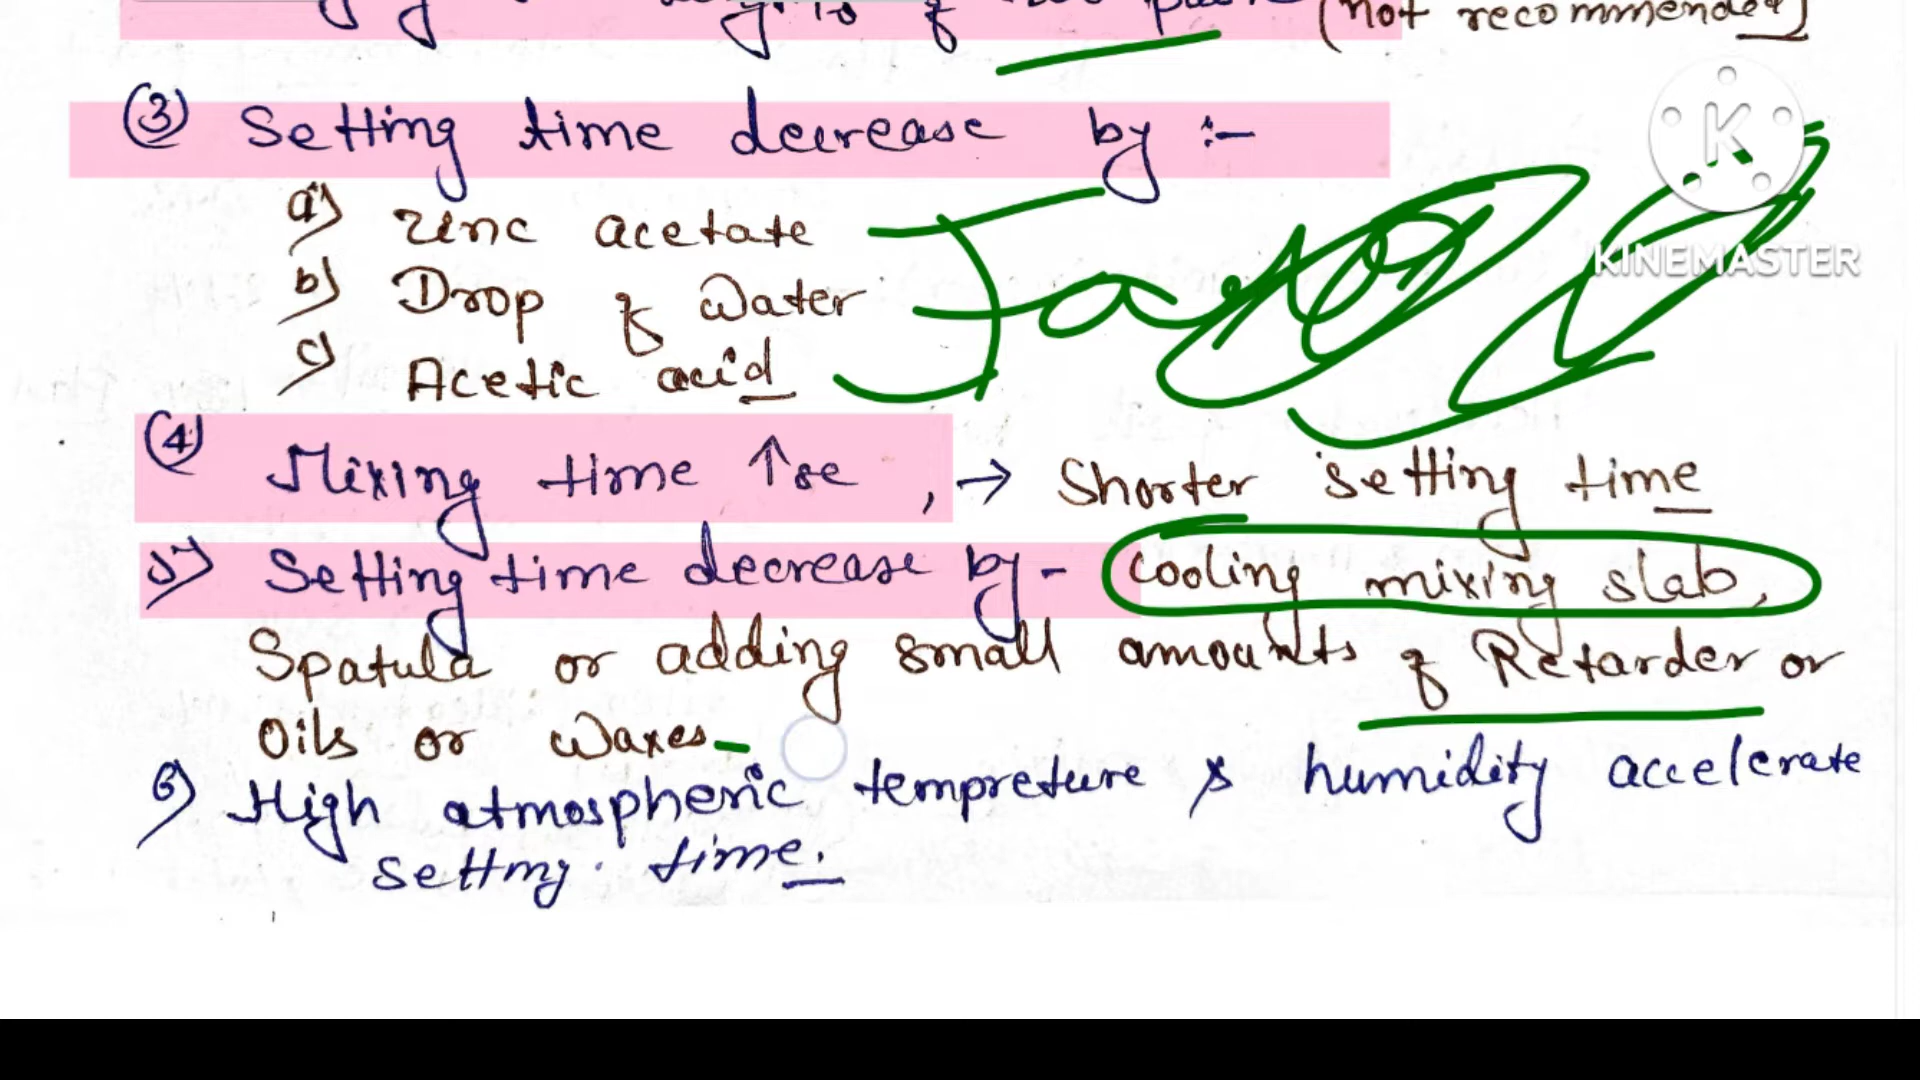 (not recommended)
③ Setting time decrease by :-
a) Zinc acetate
b) Drop of water
c) Acetic acid
④ Mixing time ↑se , → Shorter setting time
5) Setting time decrease by - cooling mixing slab,
Spatula or adding small amounts of Retarder or
Oils or waxes
6) High atmospheric tempreture & humidity accelerate
setting time.
K
KINEMASTER